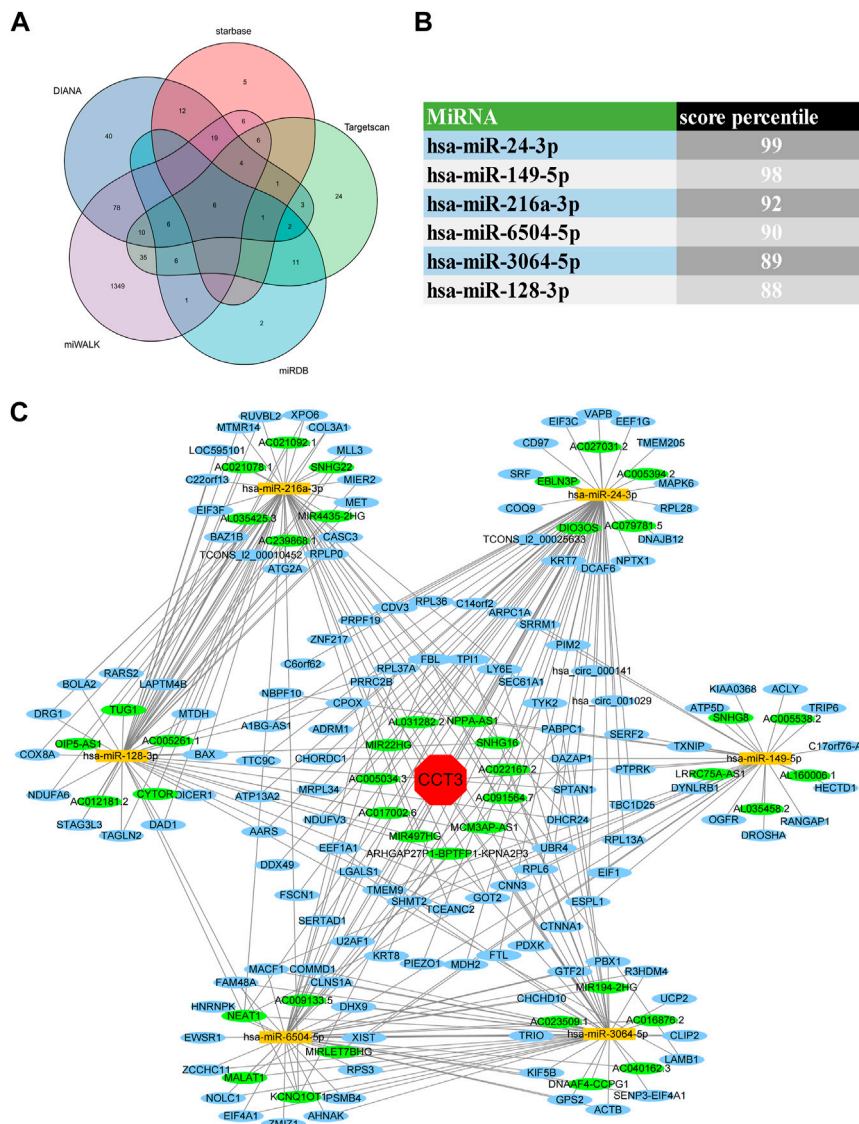 A
B
starbase
DIANA
Targetscan
miRDB
miWALK
5
12
6
6
40
19
4
1
24
3
78
6
1
2
10
6
35
6
11
1349
1
2
MiRNA score percentile
hsa-miR-24-3p 99
hsa-miR-149-5p 98
hsa-miR-216a-3p 92
hsa-miR-6504-5p 90
hsa-miR-3064-5p 89
hsa-miR-128-3p 88
C
RUVBL2
XPO6
MTMR14
COL3A1
AC021092.1
LOC595101
MLL3
AC021078.1
SNHG22
C22orf13
hsa-miR-216a-3p
MIER2
EIF3F
MET
AL035425.3
MIR4435-2HG
BAZ1B
AC239868.1
CASC3
TCONS_l2_00010452
RPLP0
ATG2A
VAPB
EIF3C
EEF1G
CD97
AC027031.2
TMEM205
SRF
EBLN3P
AC005394.2
hsa-miR-24-3p
MAPK6
COQ9
RPL28
DIO3OS
AC079781.5
TCONS_l2_00025633
DNAJB12
KRT7
NPTX1
DCAF6
CDV3
RPL36
C14orf2
PRPF19
ARPC1A
ZNF217
SRRM1
C6orf62
RPL37A
FBL
TPI1
LY6E
PIM2
NBPF10
PRRC2B
SEC61A1
hsa_circ_000141
A1BG-AS1
CPOX
TYK2
hsa_circ_001029
ADRM1
AL031282.2
NPPA-AS1
PABPC1
SERF2
TTC9C
CHORDC1
MIR22HG
SNHG16
DAZAP1
PTPRK
ATP13A2
MRPL34
AC005034.3
CCT3
AC022167.2
SPTAN1
TBC1D25
AARS
NDUFV3
AC017002.6
AC091564.7
DHCR24
RPL13A
EEF1A1
MIR497HG
MCM3AP-AS1
UBR4
DDX49
ARHGAP27P1-BPTFP1-KPNA2P3
LGALS1
RPL6
EIF1
FSCN1
TMEM9
CNN3
ESPL1
SERTAD1
SHMT2
TCEANC2
GOT2
CTNNA1
U2AF1
KRT8
PIEZO1
MDH2
FTL
PDXK
RARS2
BOLA2
LAPTM4B
DRG1
TUG1
MTDH
OIP5-AS1
AC005261.1
COX8A
hsa-miR-128-3p
BAX
NDUFA6
AC012181.2
CYTOR
DICER1
STAG3L3
DAD1
TAGLN2
KIAA0368
ACLY
ATP5D
SNHG8
AC005538.2
TRIP6
TXNIP
hsa-miR-149-5p
C17orf76-A
DYNLRB1
LRRC75A-AS1
AL160006.1
HECTD1
AL035458.2
OGFR
RANGAP1
DROSHA
MACF1
COMMD1
FAM48A
CLNS1A
HNRNPK
AC009133.5
NEAT1
DHX9
EWSR1
hsa-miR-6504-5p
XIST
MIRLET7BHG
ZCCHC11
MALAT1
RPS3
NOLC1
KCNQ1OT1
PSMB4
EIF4A1
AHNAK
ZMIZ1
PBX1
GTF2I
R3HDM4
CHCHD10
MIR194-2HG
UCP2
AC023509.1
AC016876.2
TRIO
hsa-miR-3064-5p
CLIP2
LAMB1
KIF5B
AC040162.3
DNAAF4-CCPG1
GPS2
SENP3-EIF4A1
ACTB